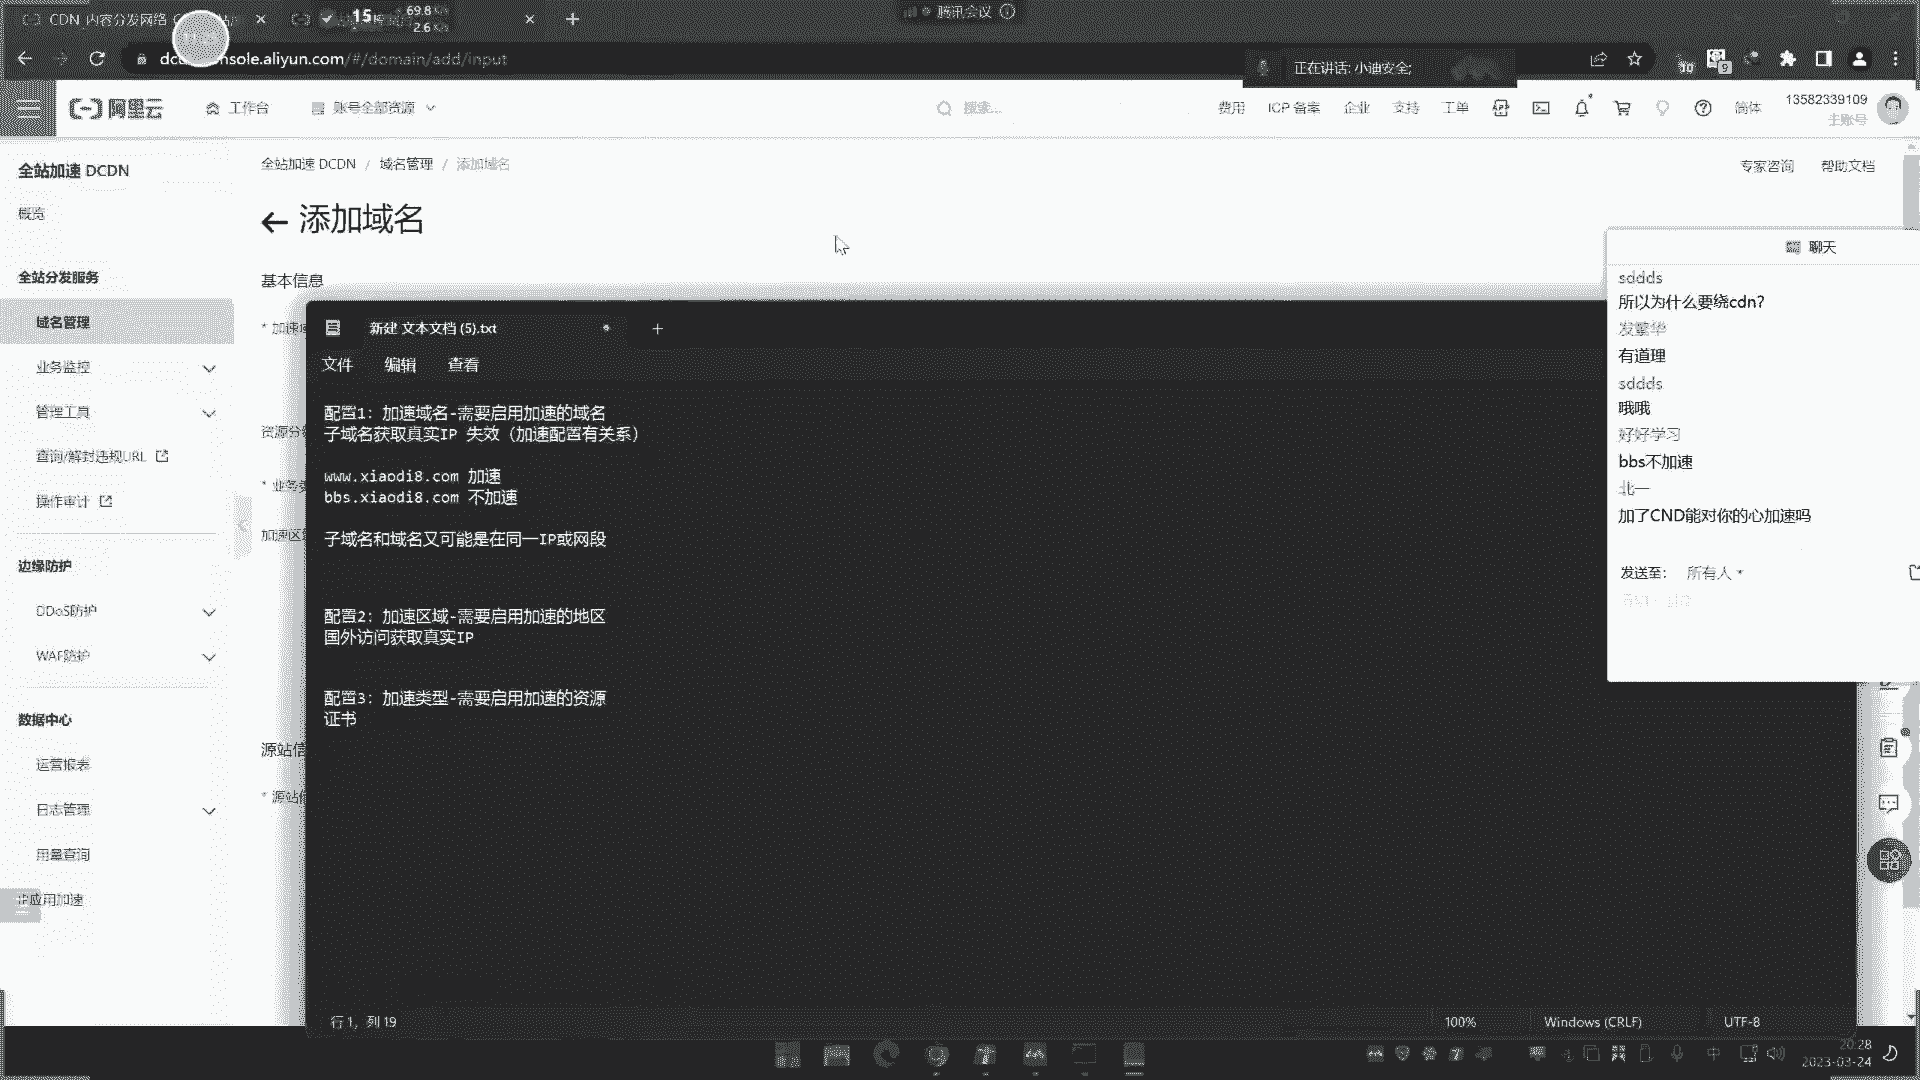 CDN 内容分发网络
15
69.8
2.6
腾讯会议
nsole.aliyun.com/#/domain/add/input
正在讲话: 小迪安全;
10
9
阿里云
工作台
账号全部资源
搜索...
费用
ICP 备案
企业
支持
工单
简体
13582339109
主账号
全站加速 DCDN
概览
全站分发服务
域名管理
业务监控
管理工具
查询/解封违规URL
操作审计
边缘防护
DDoS防护
WAF防护
数据中心
运营报表
日志管理
用量查询
应用加速
全站加速 DCDN / 域名管理 / 添加域名
专家咨询
帮助文档
添加域名
基本信息
* 加速
资源分
* 业务
加速区
源站信
* 源站
新建 文本文档 (5).txt
文件
编辑
查看
配置1：加速域名-需要启用加速的域名
子域名获取真实IP 失效（加速配置有关系）
www.xiaodi8.com 加速
bbs.xiaodi8.com 不加速
子域名和域名又可能是在同一IP或网段
配置2：加速区域-需要启用加速的地区
国外访问获取真实IP
配置3：加速类型-需要启用加速的资源
证书
行 1，列 19
100%
Windows (CRLF)
UTF-8
聊天
sddds
所以为什么要绕cdn?
发繁华
有道理
sddds
哦哦
好好学习
bbs不加速
北一
加了CND能对你的心加速吗
发送至：
所有人
中
20:28
2023-03-24